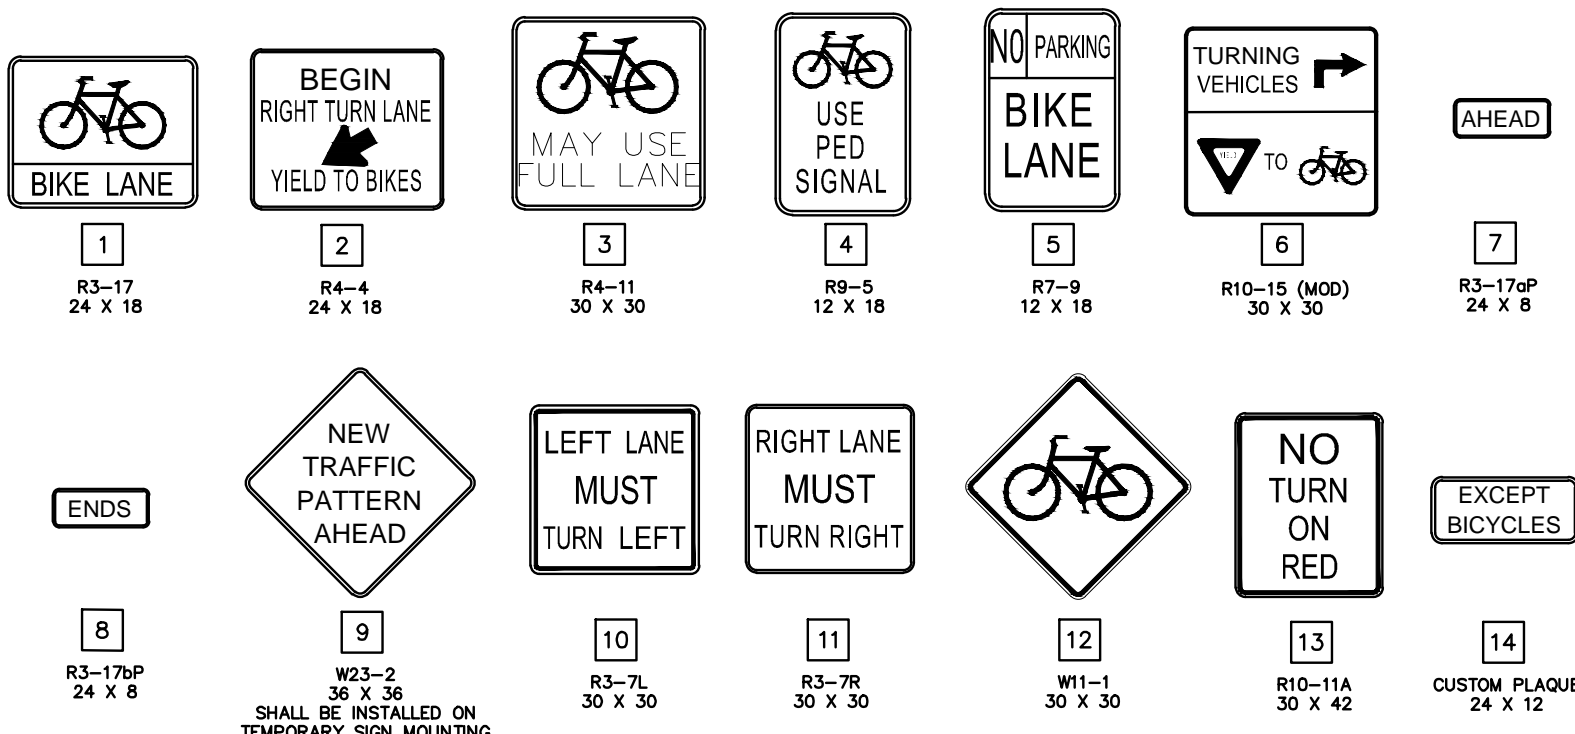 BIKE LANE
1
R3-17
24 X 18
BEGIN
RIGHT TURN LANE
YIELD TO BIKES
2
R4-4
24 X 18
MAY USE
FULL LANE
3
R4-11
30 X 30
USE
PED
SIGNAL
4
R9-5
12 X 18
NO PARKING
BIKE
LANE
5
R7-9
12 X 18
TURNING
VEHICLES
YIELD TO
6
R10-15 (MOD)
30 X 30
AHEAD
7
R3-17aP
24 X 8
ENDS
8
R3-17bP
24 X 8
NEW
TRAFFIC
PATTERN
AHEAD
9
W23-2
36 X 36
SHALL BE INSTALLED ON
TEMPORARY SIGN MOUNTING
LEFT LANE
MUST
TURN LEFT
10
R3-7L
30 X 30
RIGHT LANE
MUST
TURN RIGHT
11
R3-7R
30 X 30
12
W11-1
30 X 30
NO
TURN
ON
RED
13
R10-11A
30 X 42
EXCEPT
BICYCLES
14
CUSTOM PLAQUE
24 X 12